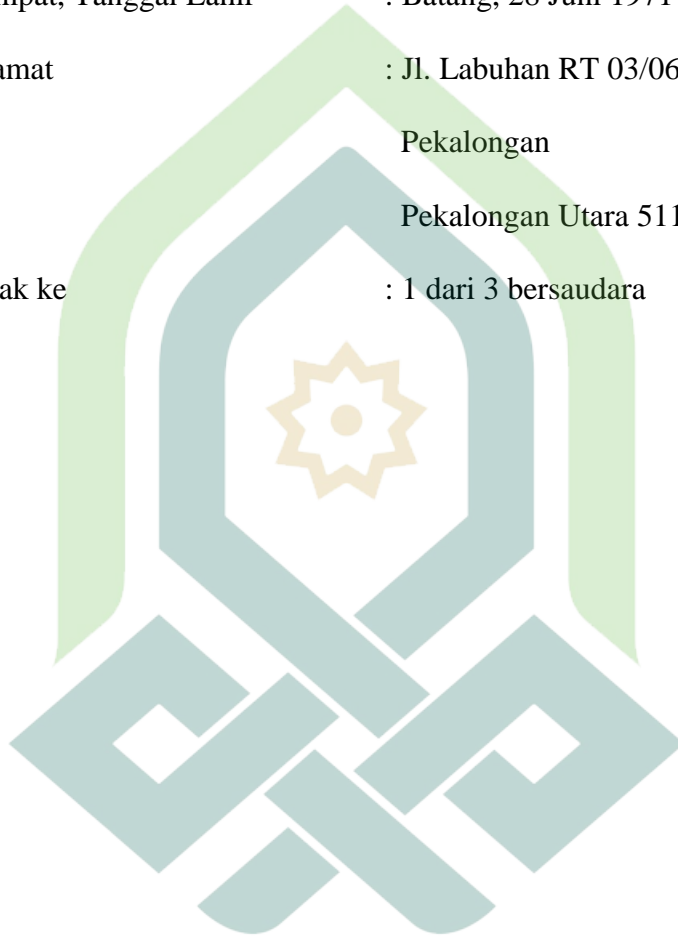 mpat, Tanggal Lahir : Batang, 28 Juni 1971
amat : Jl. Labuhan RT 03/06
Pekalongan
Pekalongan Utara 511
ak ke : 1 dari 3 bersaudara